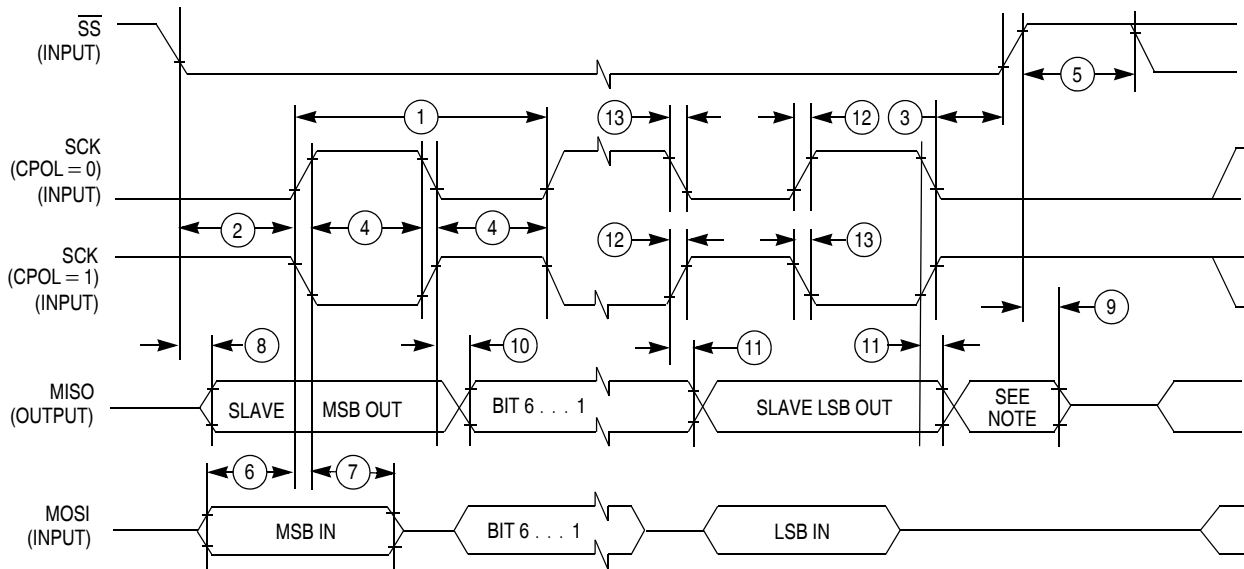 SS
(INPUT)
5
1
13
12
3
SCK
(CPOL = 0)
(INPUT)
2
4
4
12
13
SCK
(CPOL = 1)
(INPUT)
9
8
10
11
11
MISO
(OUTPUT)
SLAVE
MSB OUT
BIT 6 . . . 1
SLAVE LSB OUT
SEE
NOTE
6
7
MOSI
(INPUT)
MSB IN
BIT 6 . . . 1
LSB IN